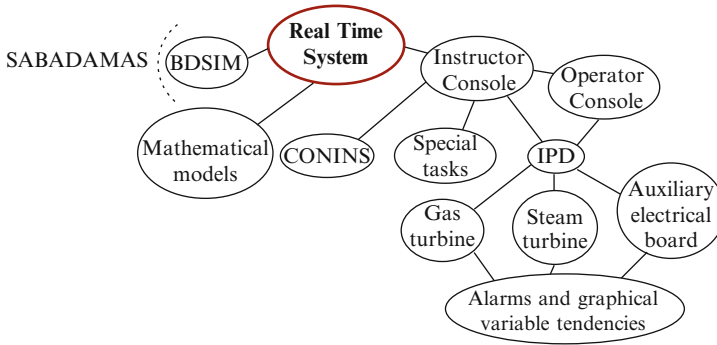 Real Time
System
SABADAMAS
BDSIM
Instructor
Console
Operator
Console
Mathematical
models
CONINS
Special
tasks
IPD
Gas
turbine
Steam
turbine
Auxiliary
electrical
board
Alarms and graphical
variable tendencies